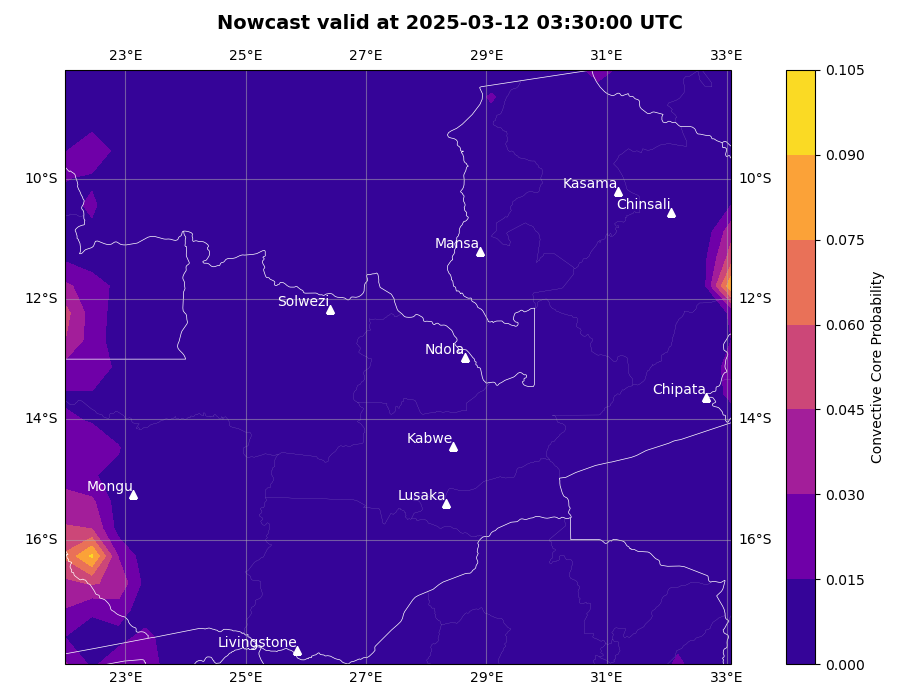 Nowcast valid at 2025-03-12 03:30:00 UTC
23°E 25°E 27°E 29°E 31°E 33°E
0.105
0.090
10°S 10°S
Kasama
Chinsali
0.075
Mansa
12°S 12°S
Solwezi
0.060
Ndola
Chipata
0.045
14°S 14°S
Kabwe
Mongu
Lusaka
0.030
16°S 16°S
0.015
Livingstone
0.000
23°E 25°E 27°E 29°E 31°E 33°E
Convective Core Probability